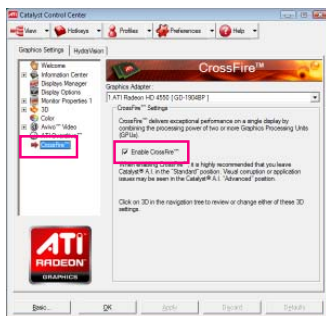 Catalyst Control Center
View Hotkeys Profiles Preferences Help
Graphics Settings HydraVision
Welcome
Information Center
Displays Manager
Display Options
Monitor Properties 1
3D
Color
Avivo™ Video
CrossFire™
CrossFire™
Graphics Adapter
1.ATI Radeon HD 4550 [GD-1904BP ]
CrossFire™ Settings
CrossFire™ delivers exceptional performance on a single display by
combining the processing power of two or more Graphics Processing Units
(GPUs).
Enable CrossFire™
When enabling CrossFire™, it is highly recommended that you leave
Catalyst® A.I. in the "Standard" position. Visual corruption or application
issues may be seen in the Catalyst® A.I. "Advanced" position.
Click on 3D in the navigation tree to review or change either of these 3D
settings.
ATI
RADEON
GRAPHICS
Basic... OK Apply Discard Defaults